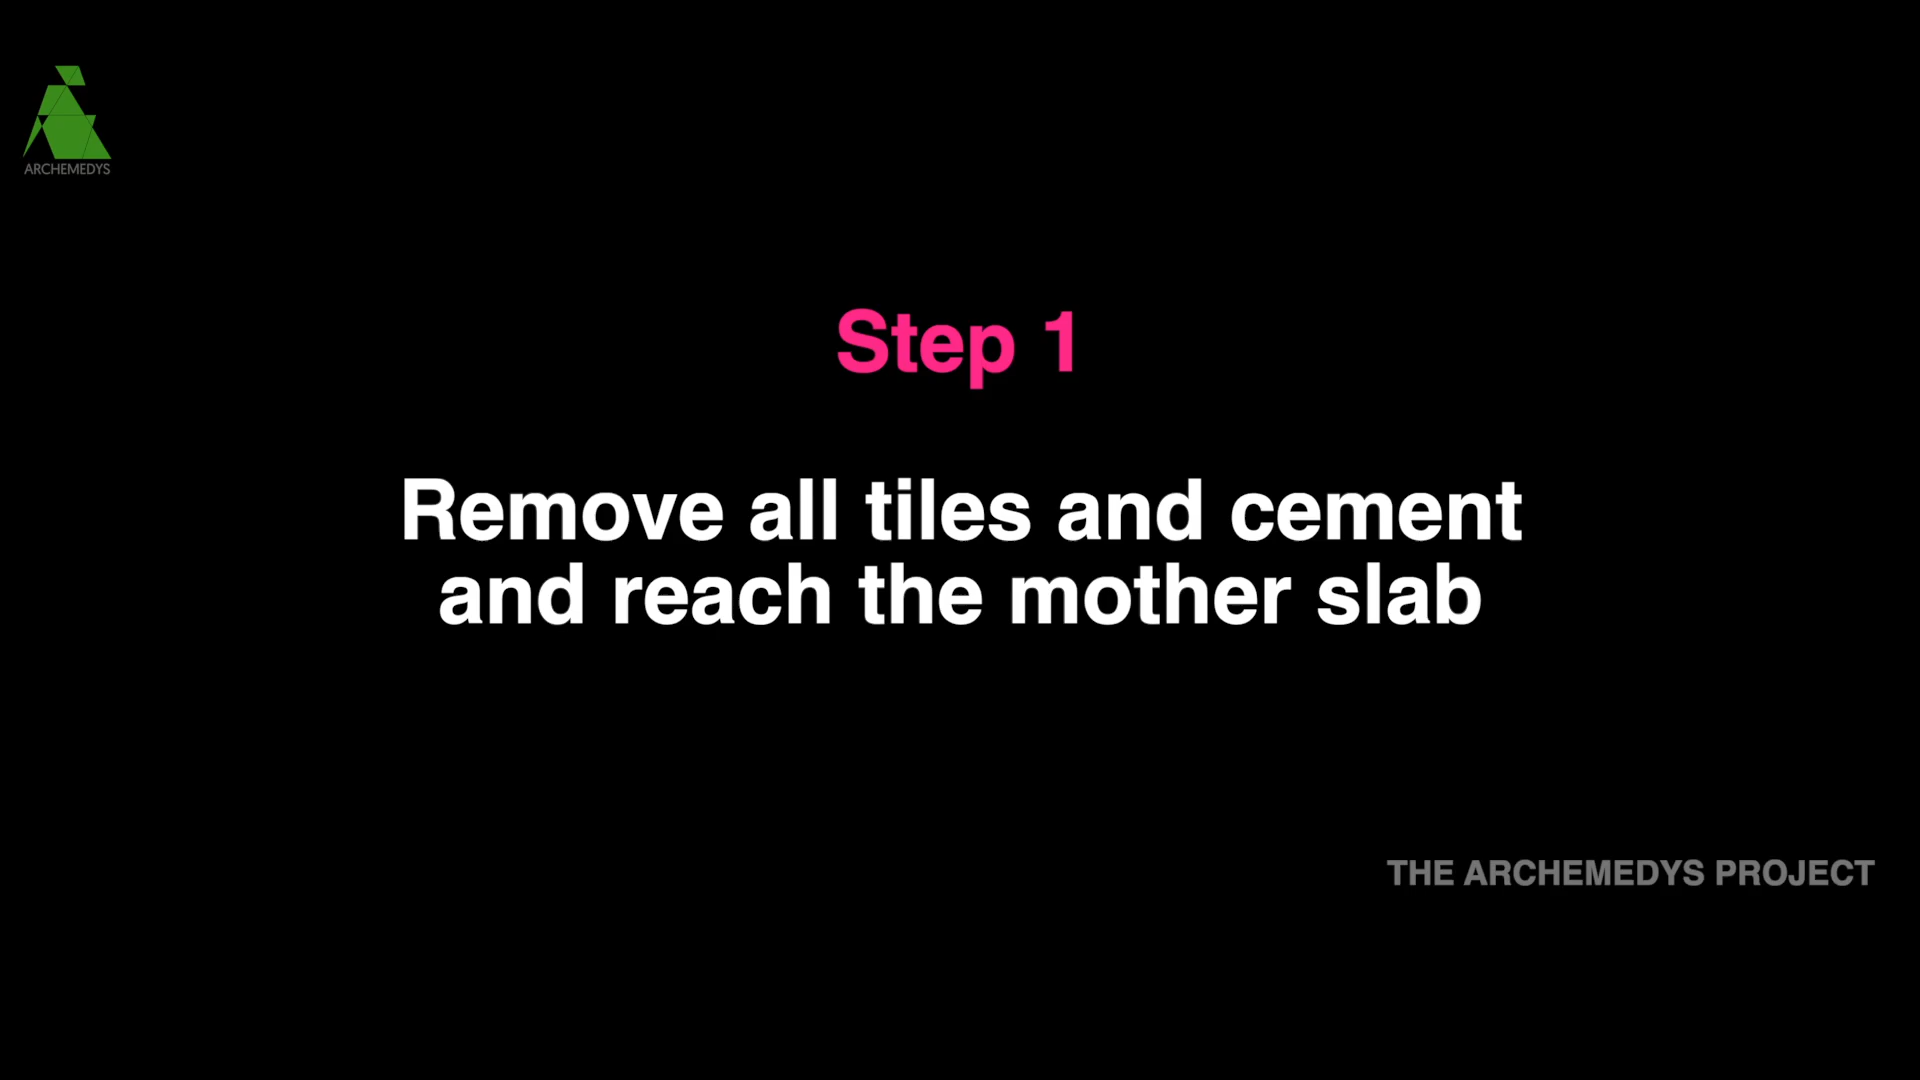 ARCHEMEDYS
Step 1
Remove all tiles and cement
and reach the mother slab
THE ARCHEMEDYS PROJECT